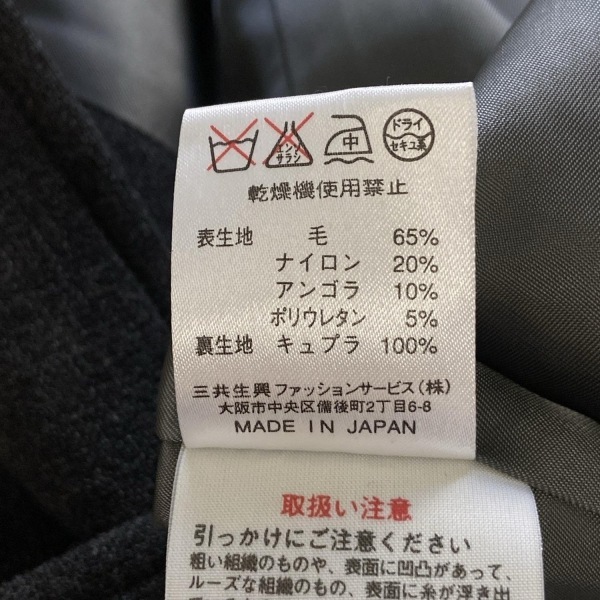 エンソ
サラシ
中
ドライ
セキユ系
乾燥機使用禁止
表生地 毛 65%
ナイロン 20%
アンゴラ 10%
ポリウレタン 5%
裏生地 キュプラ 100%
三共生興ファッションサービス(株)
大阪市中央区備後町2丁目6-8
MADE IN JAPAN
取扱い注意
引っかけにご注意ください
粗い組織のものや、表面に凹凸があって、
ルーズな組織のもの、表面に糸が浮き出